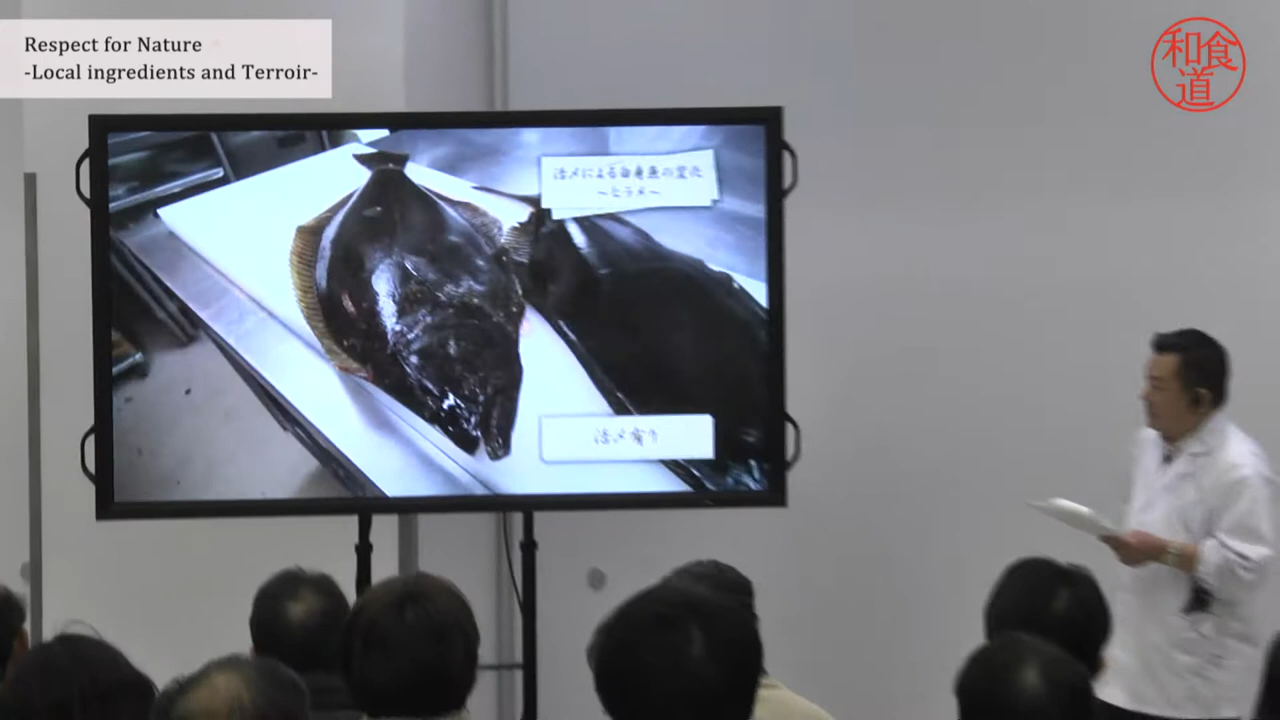 Respect for Nature
-Local ingredients and Terroir-
和食道
活〆による白身魚の変化
～ヒラメ～
活〆有り